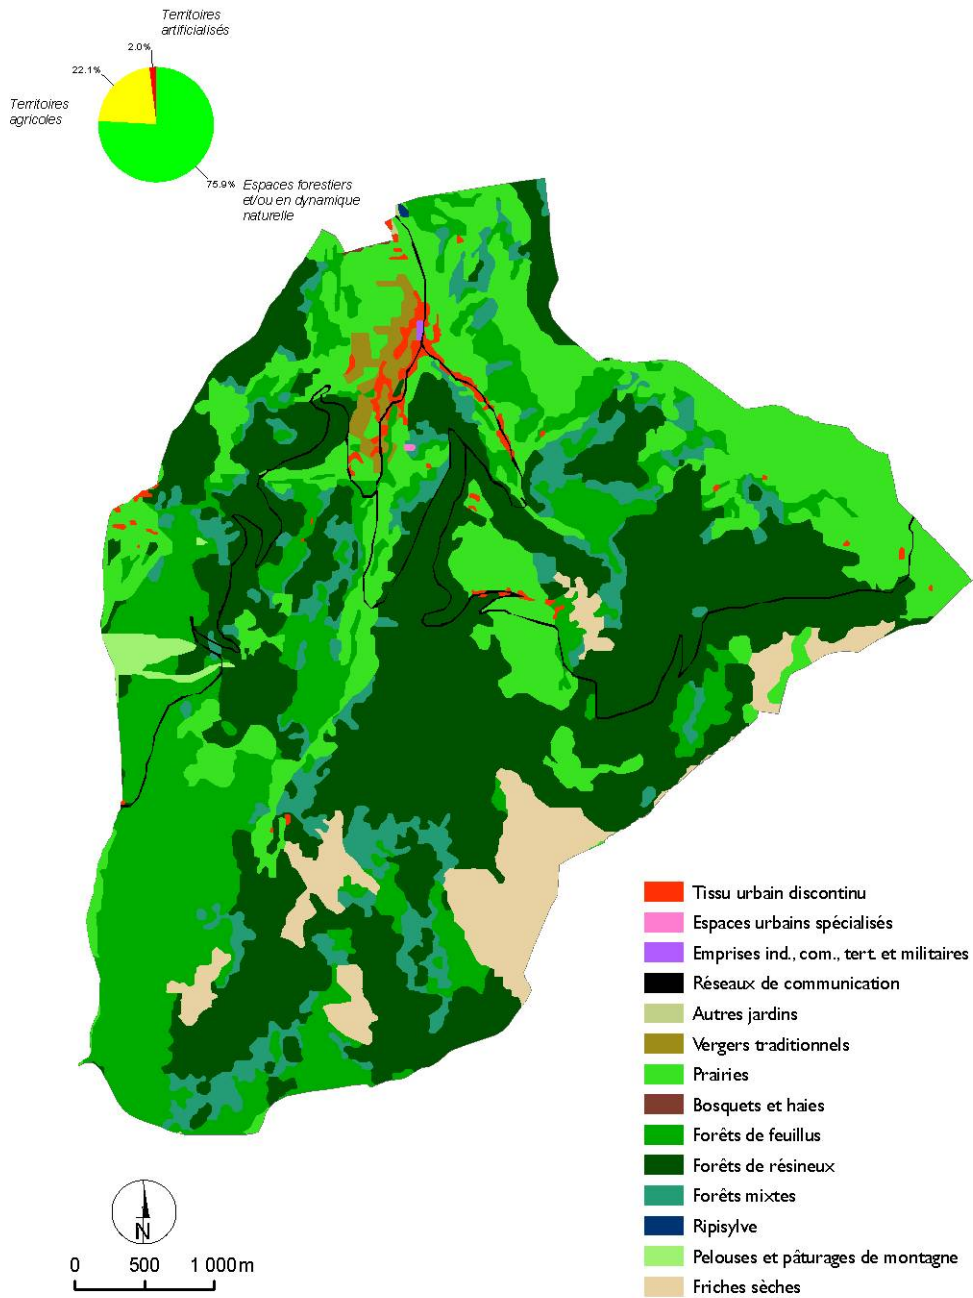 Territoires
artificialisés
2.0%
22.1%
Territoires
agricoles
75.9%
Espaces forestiers
et/ou en dynamique
naturelle
Tissu urbain discontinu
Espaces urbains spécialisés
Emprises ind., com., tert. et militaires
Réseaux de communication
Autres jardins
Vergers traditionnels
Prairies
Bosquets et haies
Forêts de feuillus
Forêts de résineux
Forêts mixtes
Ripisylve
Pelouses et pâturages de montagne
Friches sèches
N
0 500 1 000m